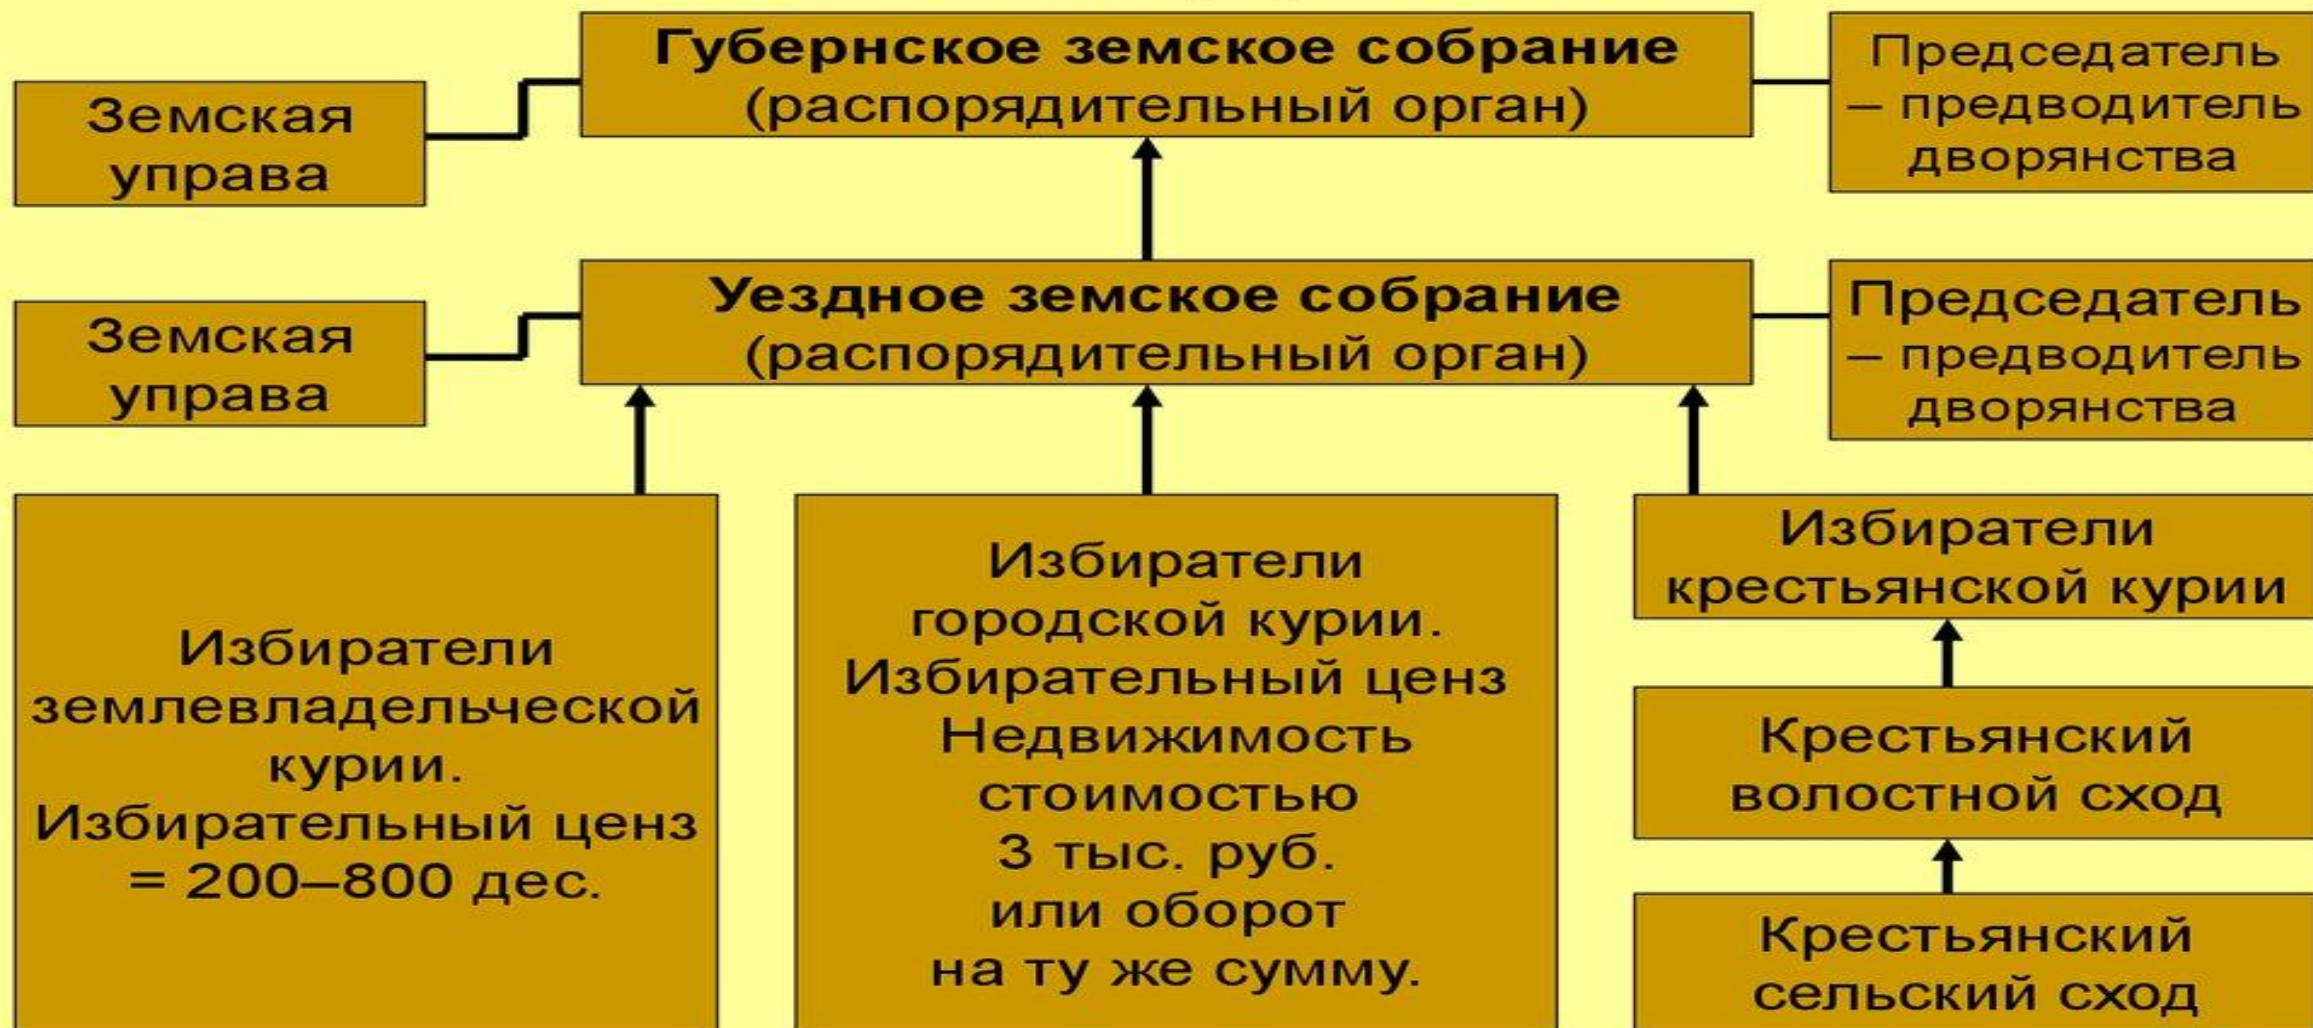 Губернское земское собрание
(распорядительный орган)
Председатель
– предводитель
дворянства
Земская
управа
Уездное земское собрание
(распорядительный орган)
Председатель
– предводитель
дворянства
Земская
управа
Избиратели
землевладельческой
курии.
Избирательный ценз
= 200–800 дес.
Избиратели
городской курии.
Избирательный ценз
Недвижимость
стоимостью
3 тыс. руб.
или оборот
на ту же сумму.
Избиратели
крестьянской курии
Крестьянский
волостной сход
Крестьянский
сельский сход